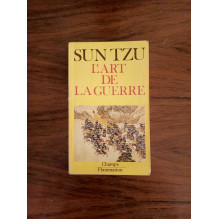 SUN TZU
L'ART
DE
LA GUERRE
Champs
Flammarion